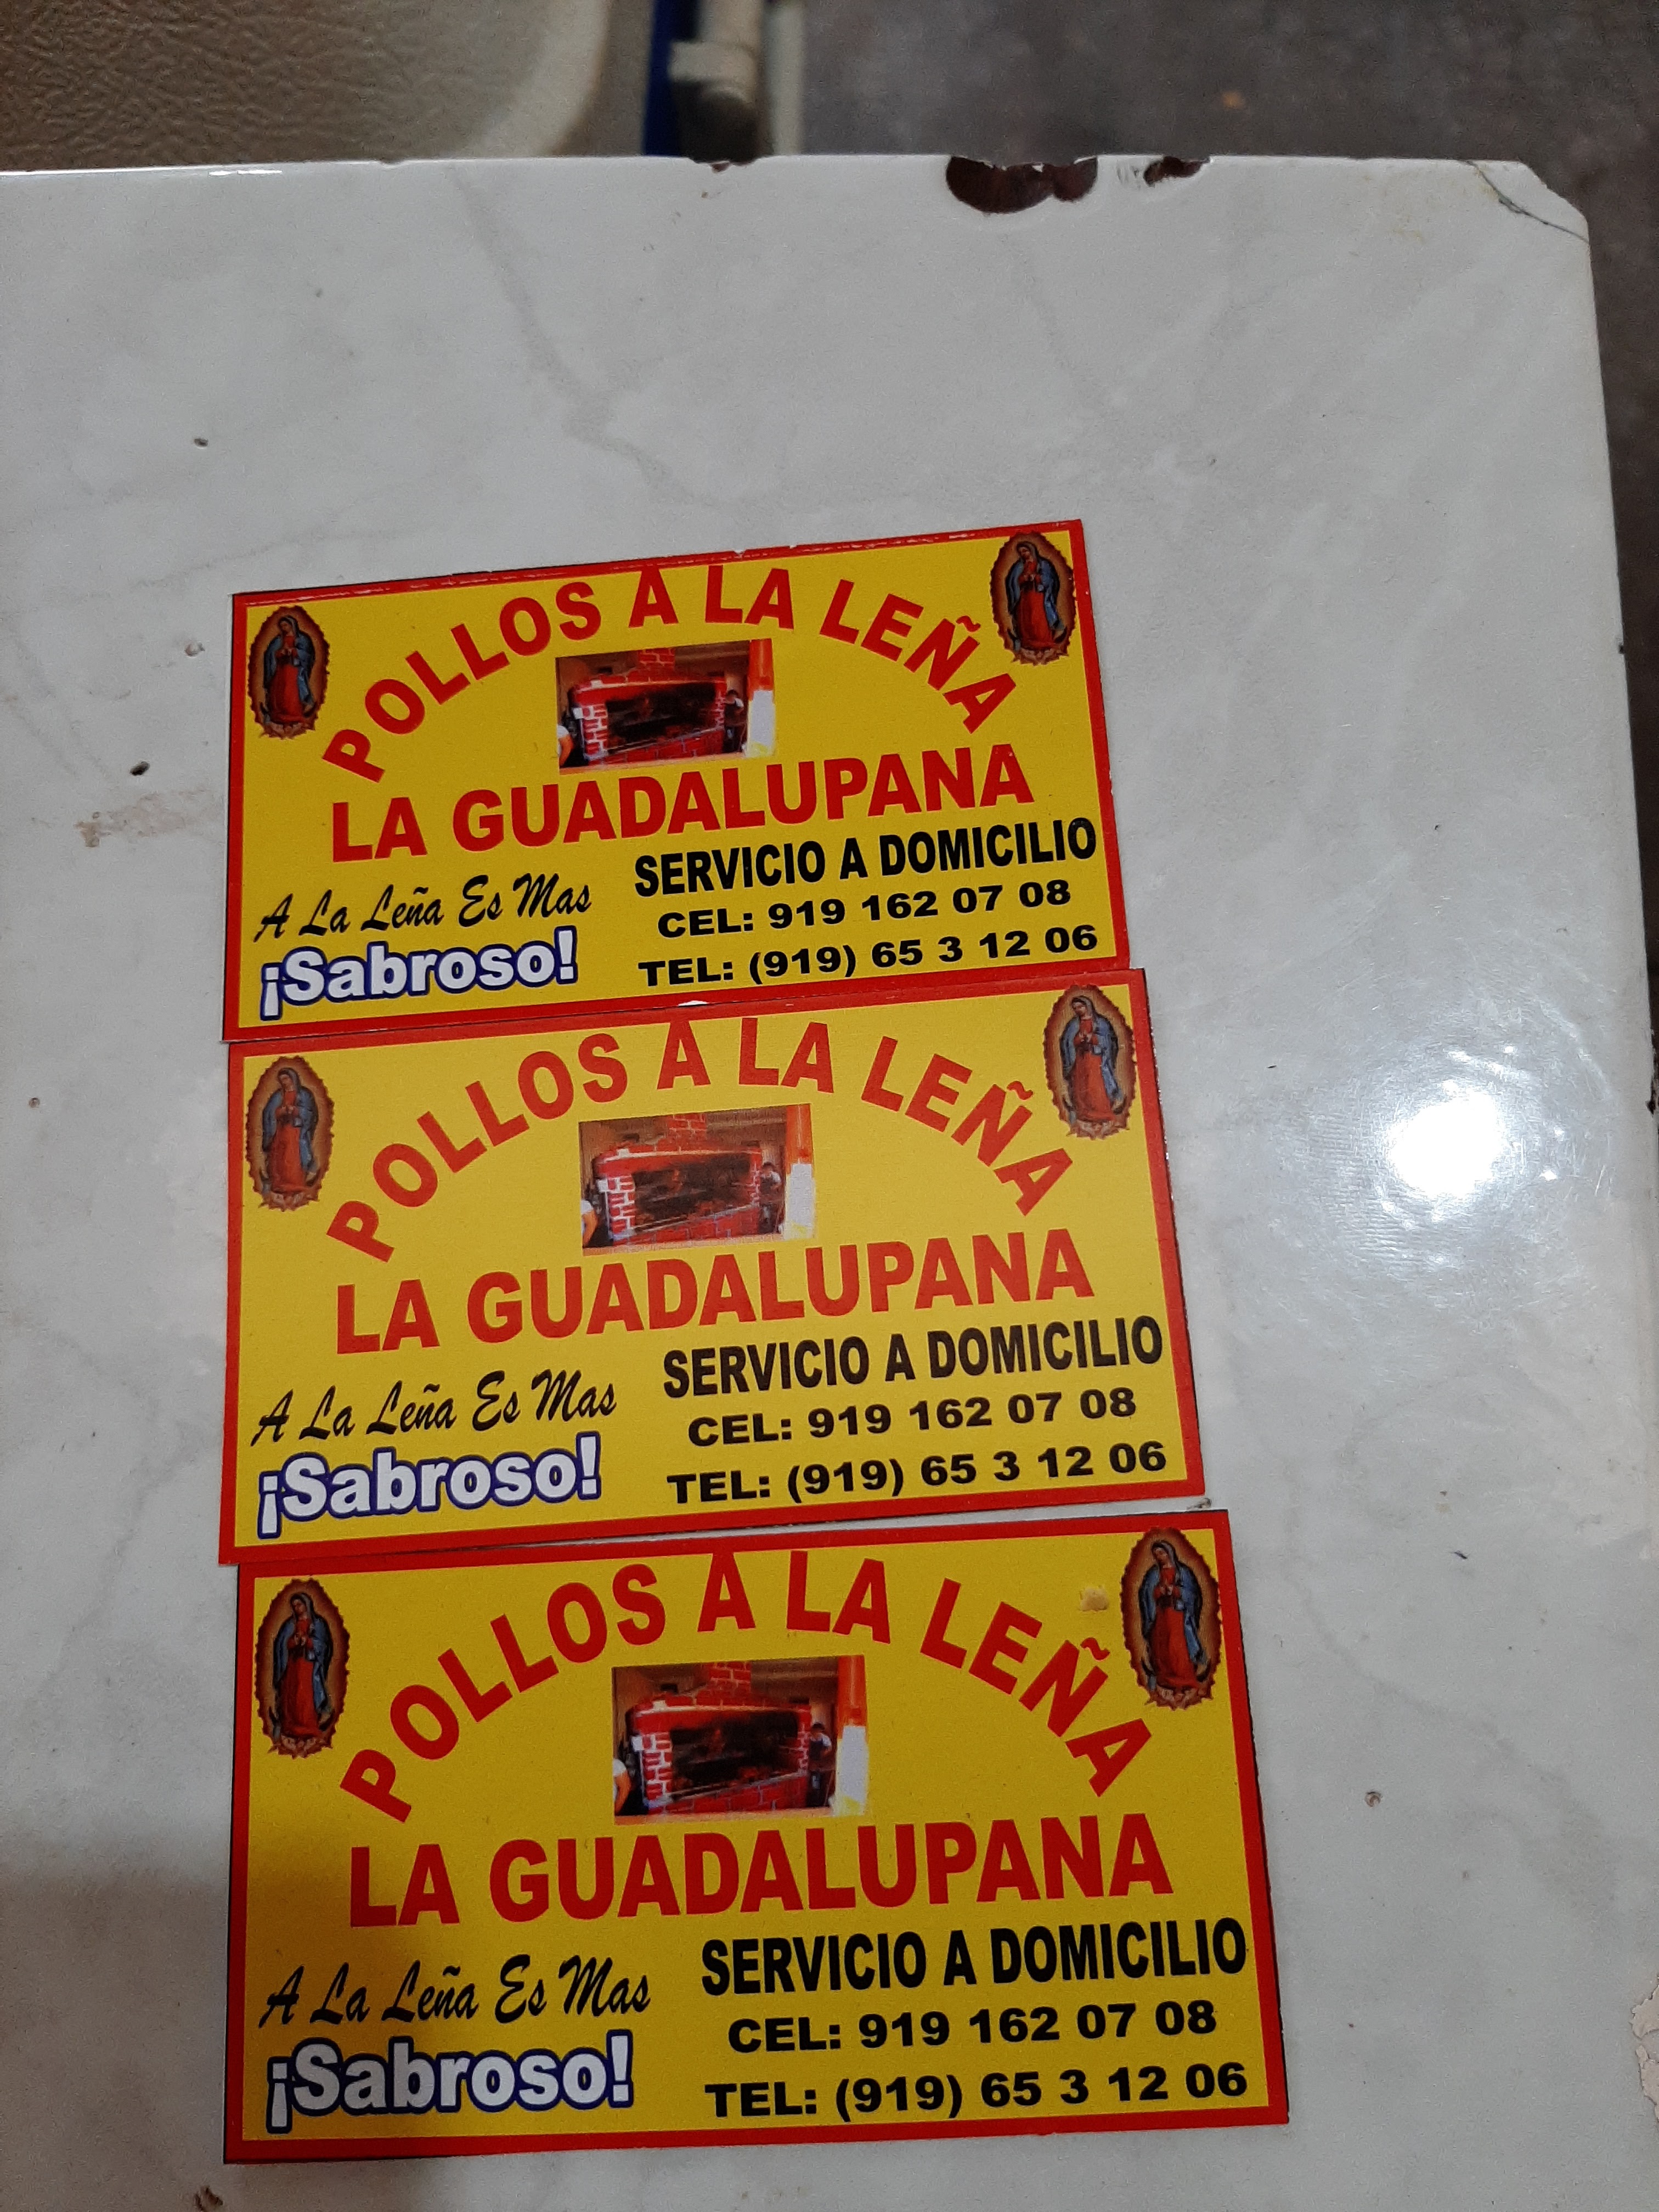 POLLOS A LA LEÑA
LA GUADALUPANA
A La Leña Es Mas
¡Sabroso!
SERVICIO A DOMICILIO
CEL: 919 162 07 08
TEL: (919) 65 3 12 06
POLLOS A LA LEÑA
LA GUADALUPANA
A La Leña Es Mas
¡Sabroso!
SERVICIO A DOMICILIO
CEL: 919 162 07 08
TEL: (919) 65 3 12 06
POLLOS A LA LEÑA
LA GUADALUPANA
A La Leña Es Mas
¡Sabroso!
SERVICIO A DOMICILIO
CEL: 919 162 07 08
TEL: (919) 65 3 12 06